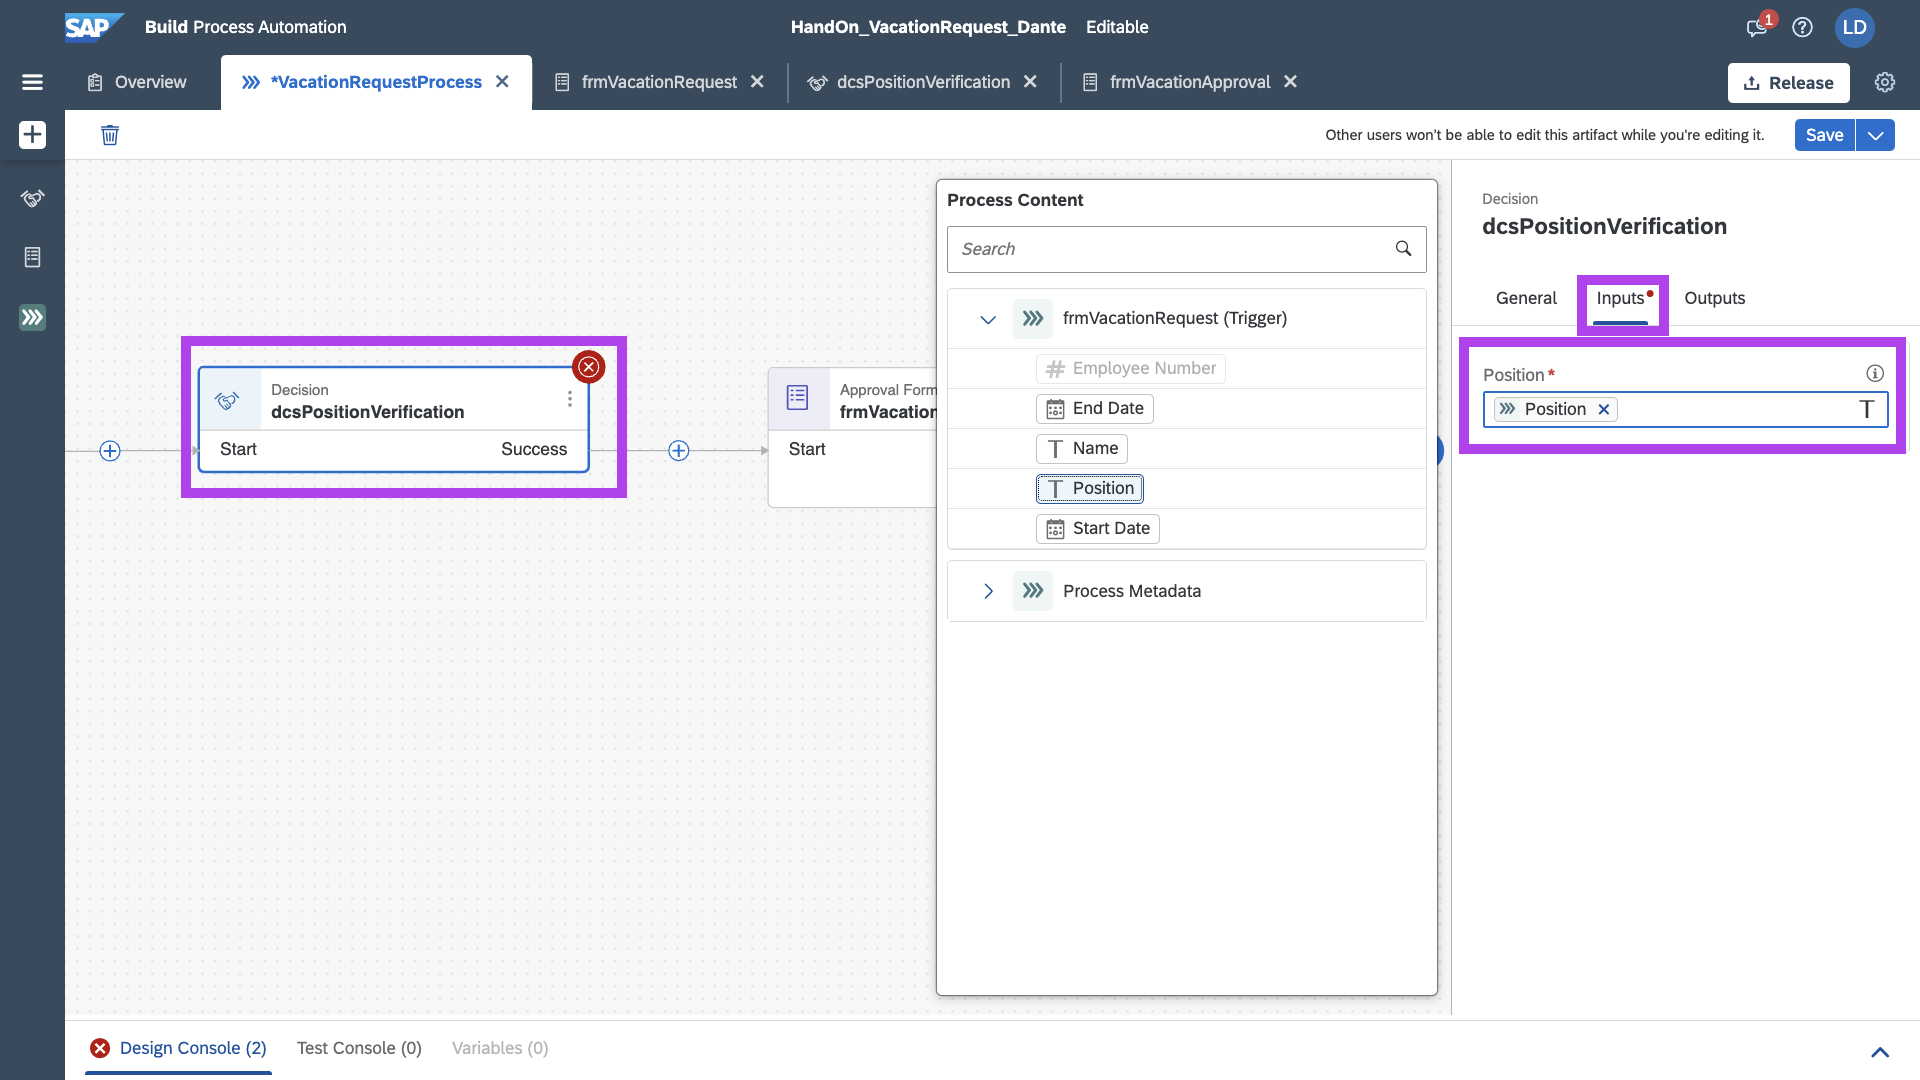 SAP Build Process Automation
HandOn_VacationRequest_Dante Editable
1
LD
Overview
*VacationRequestProcess
frmVacationRequest
dcsPositionVerification
frmVacationApproval
Release
Other users won't be able to edit this artifact while you're editing it.
Save
Decision
dcsPositionVerification
Start
Success
Approval Form
frmVacation
Start
Process Content
Search
frmVacationRequest (Trigger)
Employee Number
End Date
Name
Position
Start Date
Process Metadata
Decision
dcsPositionVerification
General
Inputs
Outputs
Position*
Position
Design Console (2)
Test Console (0)
Variables (0)